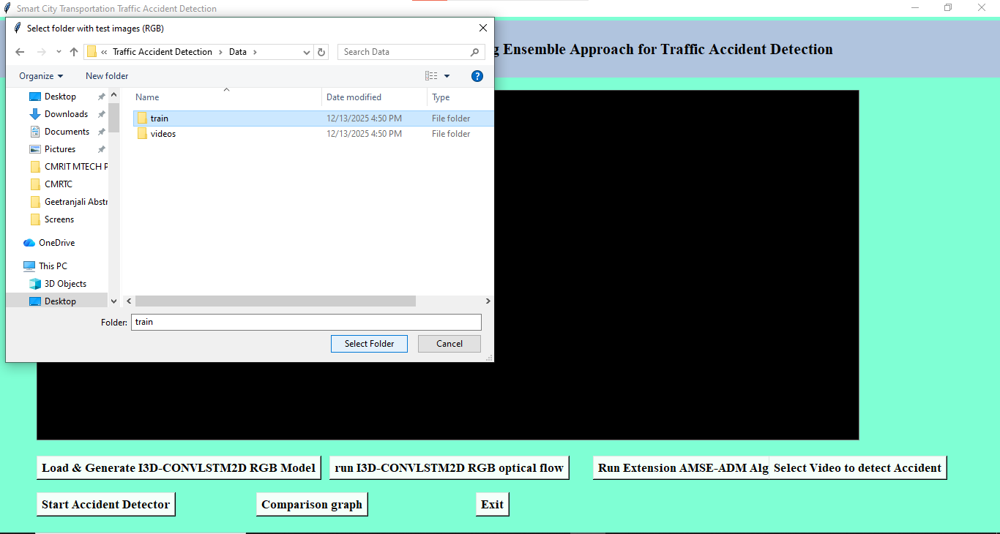 Smart City Transportation Traffic Accident Detection
Select folder with test images (RGB)
« Traffic Accident Detection › Data ›
Search Data
Ensemble Approach for Traffic Accident Detection
Organize
New folder
?
Name
Date modified
Type
Desktop
Downloads
Documents
Pictures
CMRIT MTECH P
CMRTC
Geetranjali Abstr
Screens
OneDrive
This PC
3D Objects
Desktop
train 12/13/2025 4:50 PM File folder
videos 12/13/2025 4:50 PM File folder
Folder: train
Select Folder
Cancel
Load & Generate I3D-CONVLSTM2D RGB Model
run I3D-CONVLSTM2D RGB optical flow
Run Extension AMSE-ADM Alg
Select Video to detect Accident
Start Accident Detector
Comparison graph
Exit